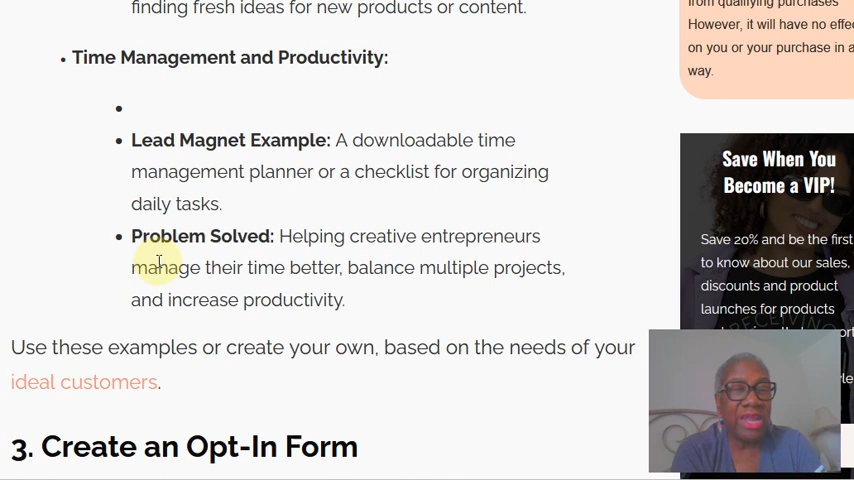 finding fresh ideas for new products or content.
Time Management and Productivity:
Lead Magnet Example: A downloadable time
management planner or a checklist for organizing
daily tasks.
Problem Solved: Helping creative entrepreneurs
manage their time better, balance multiple projects,
and increase productivity.
Use these examples or create your own, based on the needs of your
ideal customers.
3. Create an Opt-In Form
from qualifying purchases
However, it will have no effe
on you or your purchase in a
way.
Save When You
Become a VIP!
Save 20% and be the first
to know about our sales,
discounts and product
launches for products